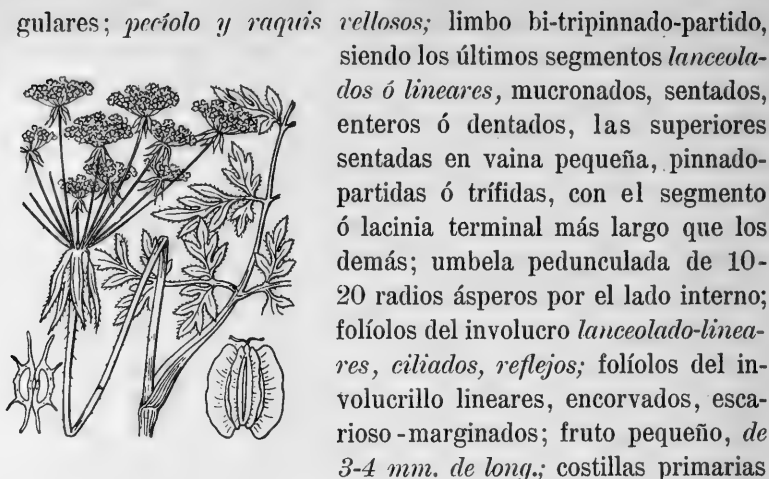 gulares; pecíolo y raquis vellosos; limbo bi-tripinnado-partido,
siendo los últimos segmentos lanceola-
dos ó lineares, mucronados, sentados,
enteros ó dentados, las superiores
sentadas en vaina pequeña, pinnado-
partidas ó trífidas, con el segmento
ó lacinia terminal más largo que los
demás; umbela pedunculada de 10-
20 radios ásperos por el lado interno;
folíolos del involucro lanceolado-linea-
res, ciliados, reflejos; folíolos del in-
volucrillo lineares, encorvados, esca-
rioso-marginados; fruto pequeño, de
3-4 mm. de long.; costillas primarias